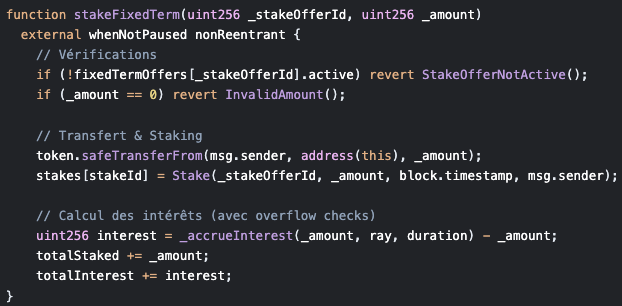 function stakeFixedTerm(uint256 _stakeOfferId, uint256 _amount)
  external whenNotPaused nonReentrant {
    // Vérifications
    if (!fixedTermOffers[_stakeOfferId].active) revert StakeOfferNotActive();
    if (_amount == 0) revert InvalidAmount();

    // Transfert & Staking
    token.safeTransferFrom(msg.sender, address(this), _amount);
    stakes[stakeId] = Stake(_stakeOfferId, _amount, block.timestamp, msg.sender);

    // Calcul des intérêts (avec overflow checks)
    uint256 interest = _accrueInterest(_amount, ray, duration) - _amount;
    totalStaked += _amount;
    totalInterest += interest;
}